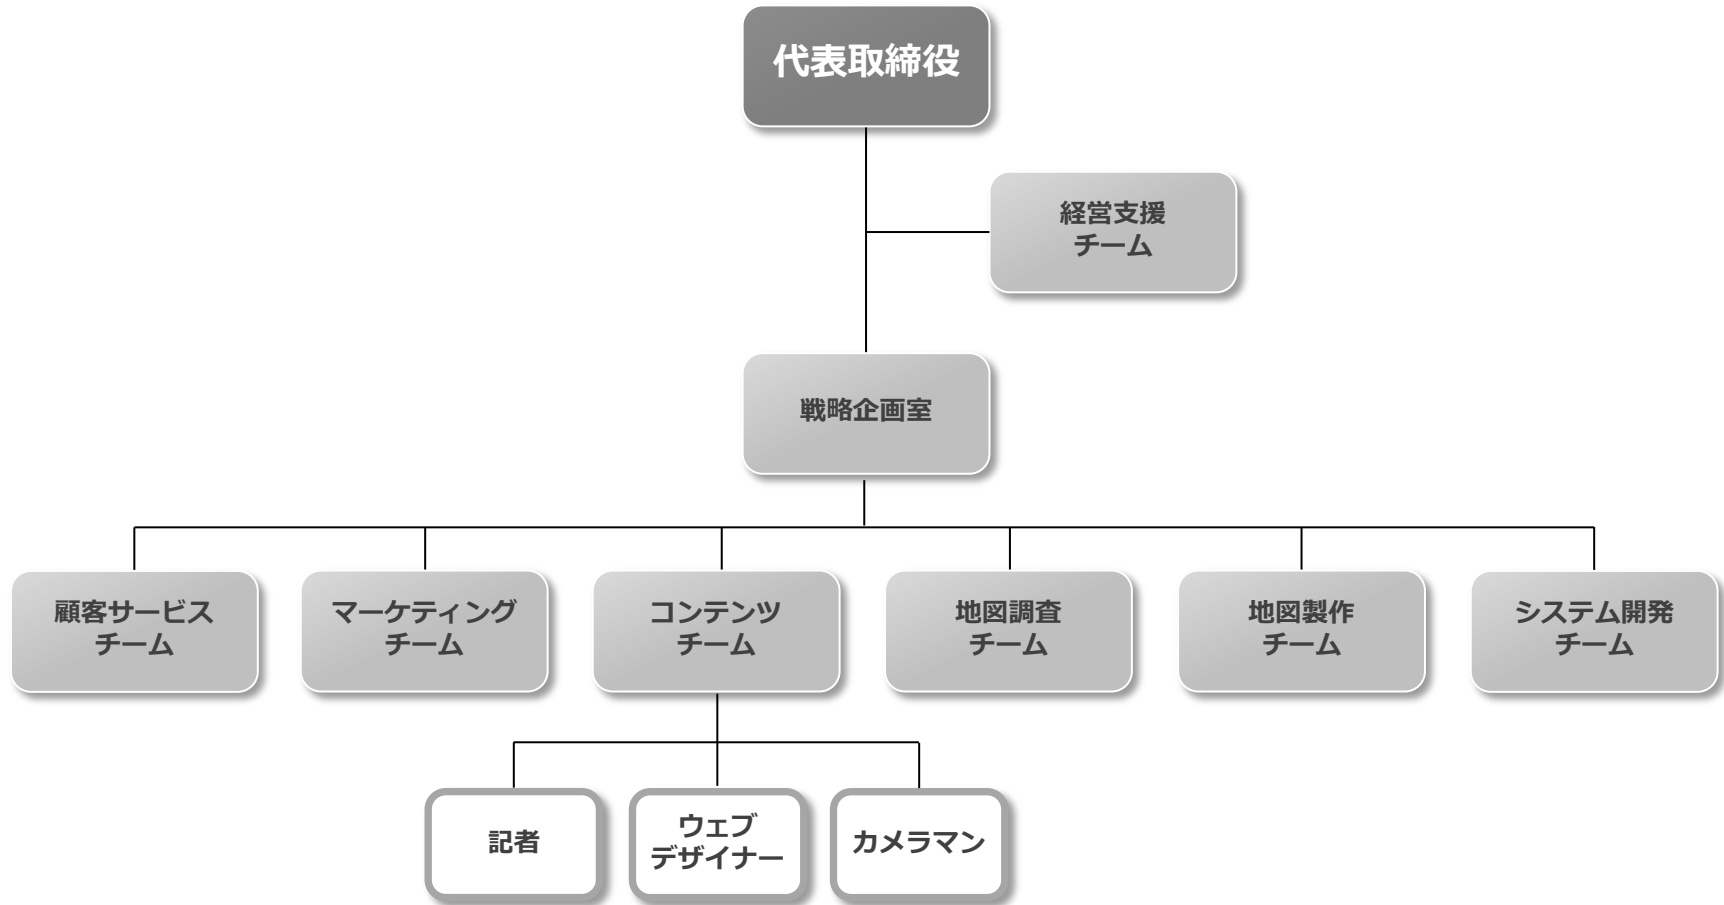 代表取締役
経営支援
チーム
戦略企画室
顧客サービス
チーム
マーケティング
チーム
コンテンツ
チーム
地図調査
チーム
地図製作
チーム
システム開発
チーム
記者
ウェブ
デザイナー
カメラマン